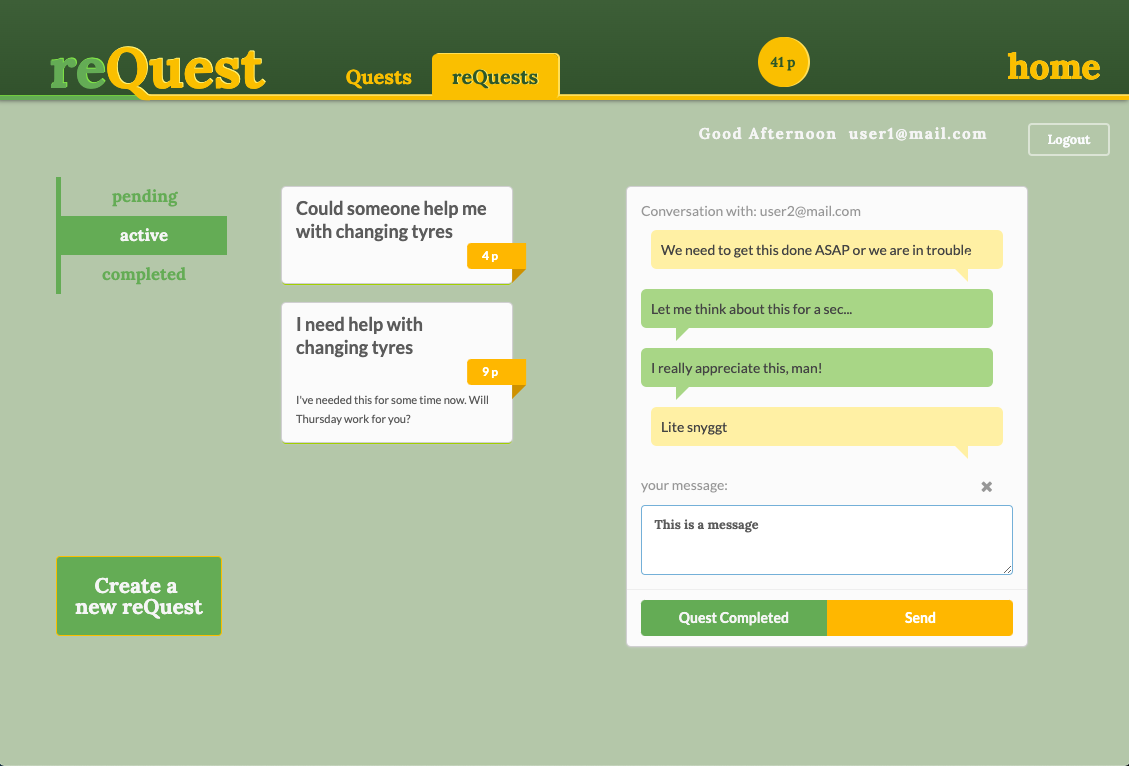 reQuest
Quests
reQuests
41 p
home
Good Afternoon user1@mail.com
Logout
pending
active
completed
Could someone help me
with changing tyres
4 p
I need help with
changing tyres
9 p
I've needed this for some time now. Will
Thursday work for you?
Create a
new reQuest
Conversation with: user2@mail.com
We need to get this done ASAP or we are in trouble
Let me think about this for a sec...
I really appreciate this, man!
Lite snyggt
your message:
This is a message
Quest Completed
Send